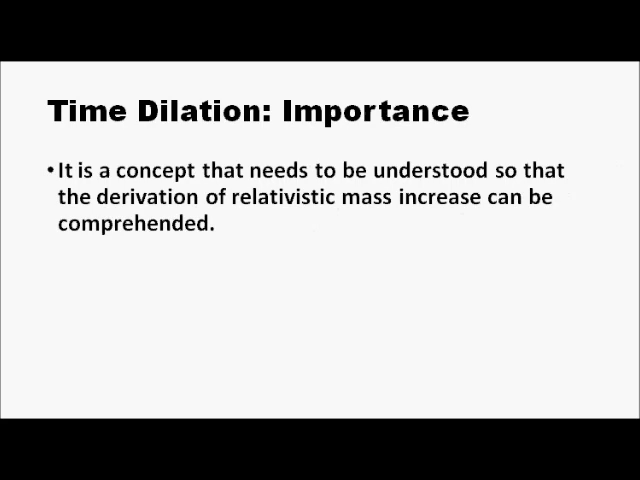 Time Dilation: Importance
•It is a concept that needs to be understood so that
the derivation of relativistic mass increase can be
comprehended.